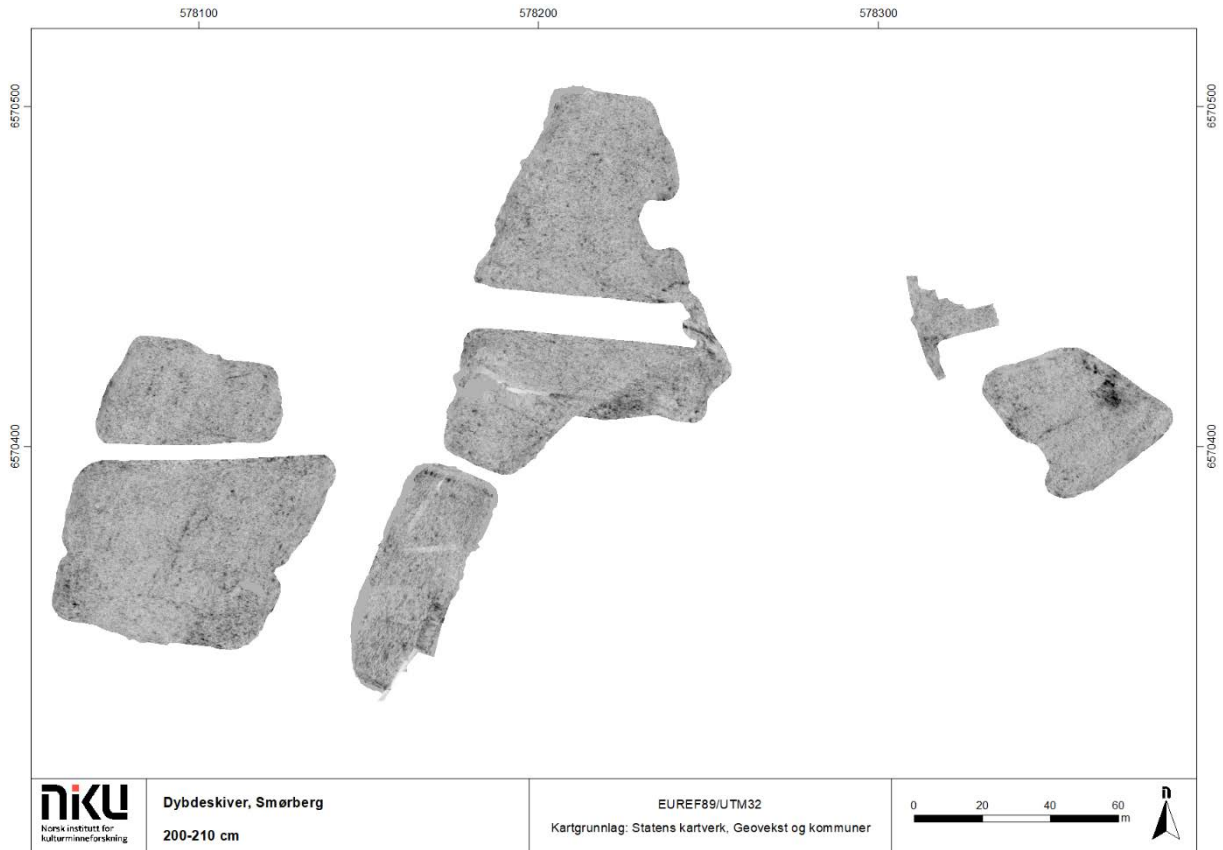 578100 578200 578300
6570500 6570500
6570400 6570400
niku
Norsk institutt for
kulturminneforskning
Dybdeskiver, Smørberg
200-210 cm
EUREF89/UTM32
Kartgrunnlag: Statens kartverk, Geovekst og kommuner
0 20 40 60
m
n